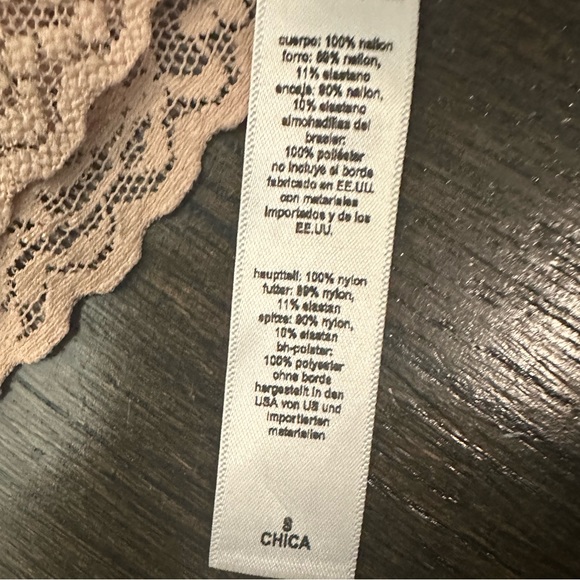 cuerpo: 100% nailon
forro: 89% nailon,
11% elastano
encaje: 90% nailon,
10% elastano
almohadillas del
brasier:
100% poliéster
no incluye el borde
fabricado en EE.UU.
con materiales
importados y de los
EE.UU.
hauptteil: 100% nylon
futter: 89% nylon,
11% elastan
spitze: 90% nylon,
10% elastan
bh-polster:
100% polyester
ohne borde
hergestellt in den
USA von US und
importierten
materialien
S
CHICA